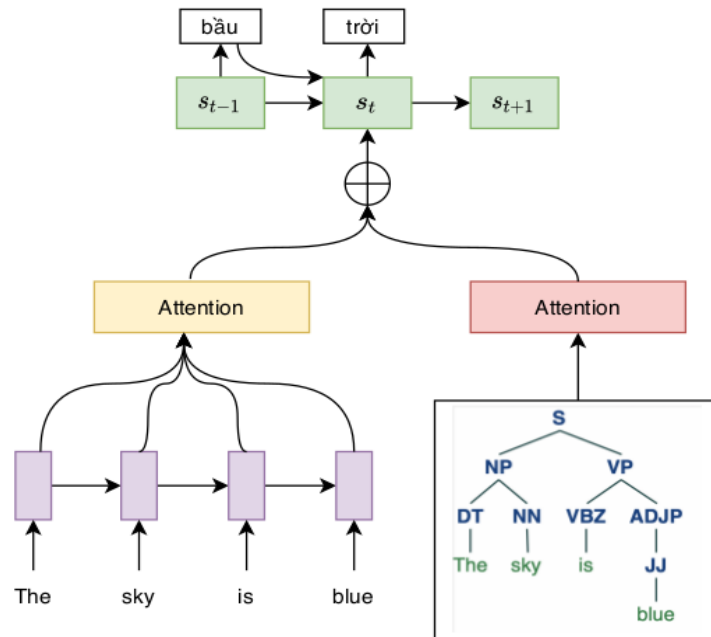 bầu trời
s_{t-1} s_t s_{t+1}
Attention Attention
S
NP VP
DT NN VBZ ADJP
The sky is
JJ
blue
The sky is blue